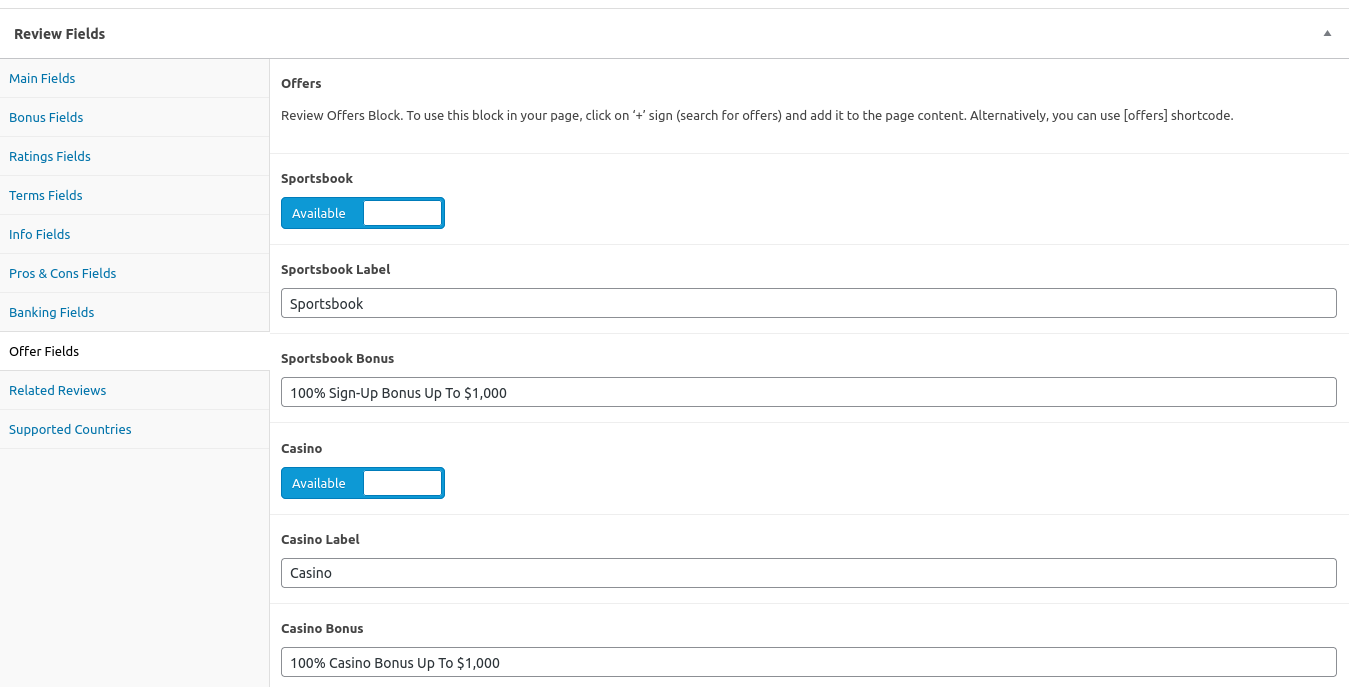 Review Fields
Main Fields
Bonus Fields
Ratings Fields
Terms Fields
Info Fields
Pros & Cons Fields
Banking Fields
Offer Fields
Related Reviews
Supported Countries
Offers
Review Offers Block. To use this block in your page, click on ‘+’ sign (search for offers) and add it to the page content. Alternatively, you can use [offers] shortcode.
Sportsbook
Available
Sportsbook Label
Sportsbook
Sportsbook Bonus
100% Sign-Up Bonus Up To $1,000
Casino
Available
Casino Label
Casino
Casino Bonus
100% Casino Bonus Up To $1,000